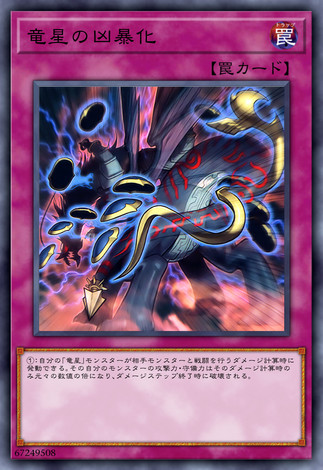 竜星の凶暴化
トラップ
罠
【罠カード】
①：自分の「竜星」モンスターが相手モンスターと戦闘を行うダメージ計算時に
発動できる。その自分のモンスターの攻撃力・守備力はそのダメージ計算時の
み元々の数値の倍になり、ダメージステップ終了時に破壊される。
67249508